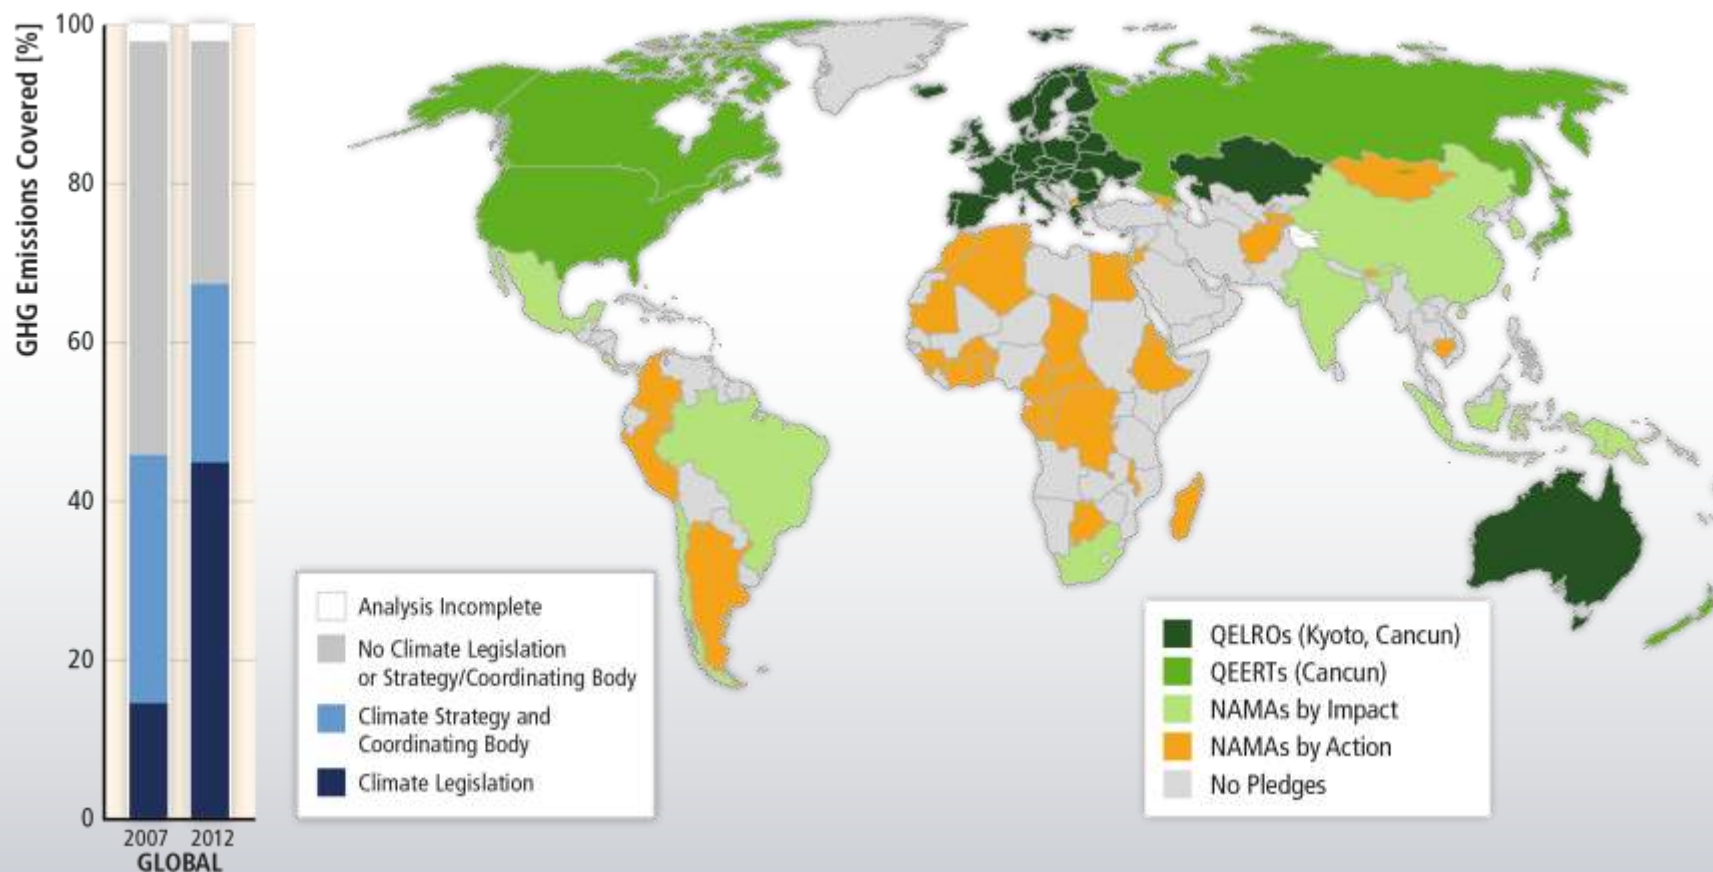 GHG Emissions Covered [%]
100
80
60
40
20
0
2007 2012
GLOBAL
Analysis Incomplete
No Climate Legislation
or Strategy/Coordinating Body
Climate Strategy and
Coordinating Body
Climate Legislation
QELROs (Kyoto, Cancun)
QEERTs (Cancun)
NAMAs by Impact
NAMAs by Action
No Pledges